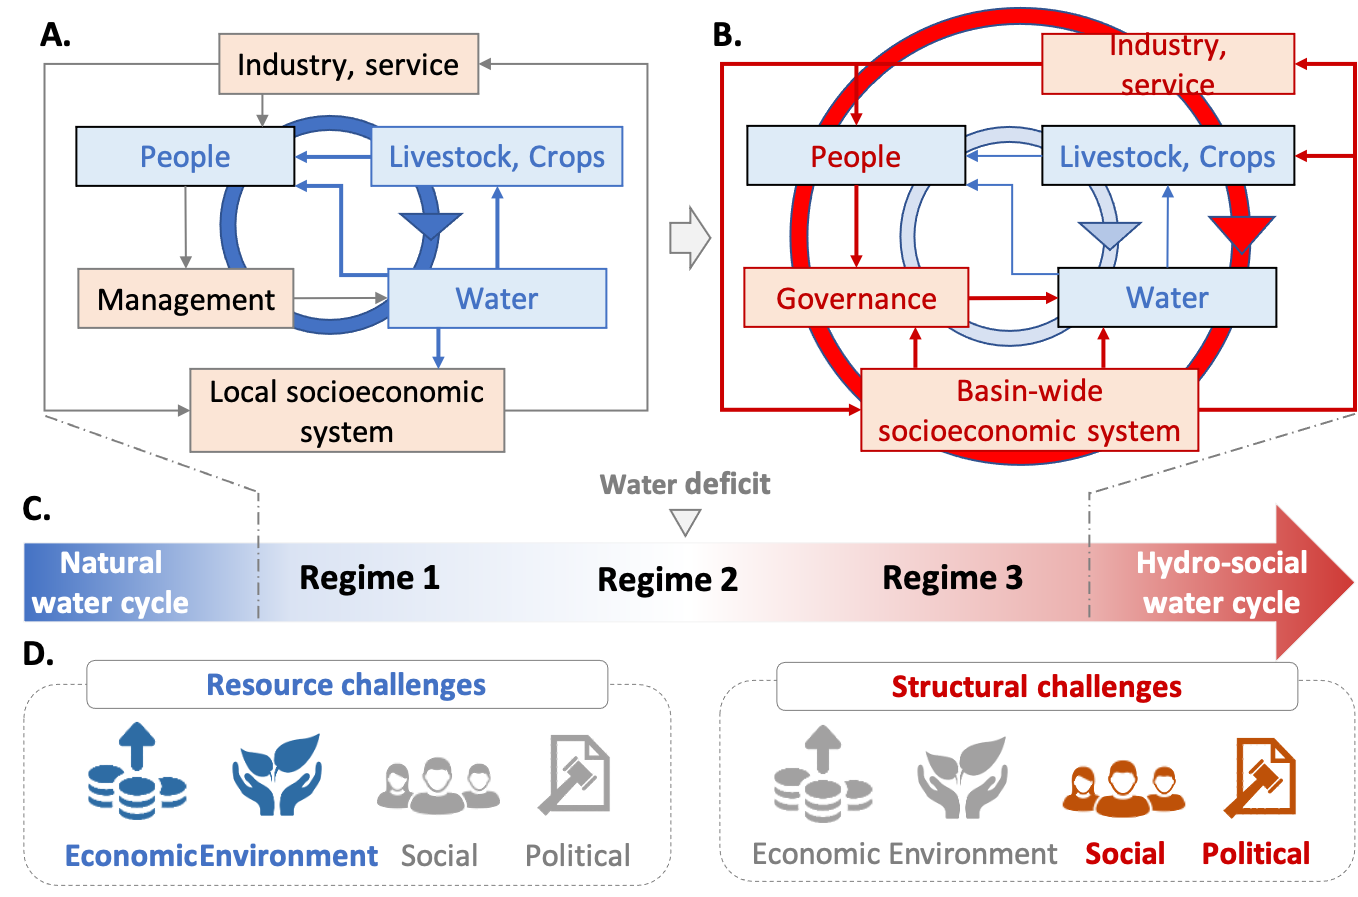 A.
Industry, service
People
Livestock, Crops
Management
Water
Local socioeconomic
system
B.
Industry,
service
People
Livestock, Crops
Governance
Water
Basin-wide
socioeconomic system
Water deficit
C.
Natural
water cycle
Regime 1
Regime 2
Regime 3
Hydro-social
water cycle
D.
Resource challenges
Economic
Environment
Social
Political
Structural challenges
Economic
Environment
Social
Political